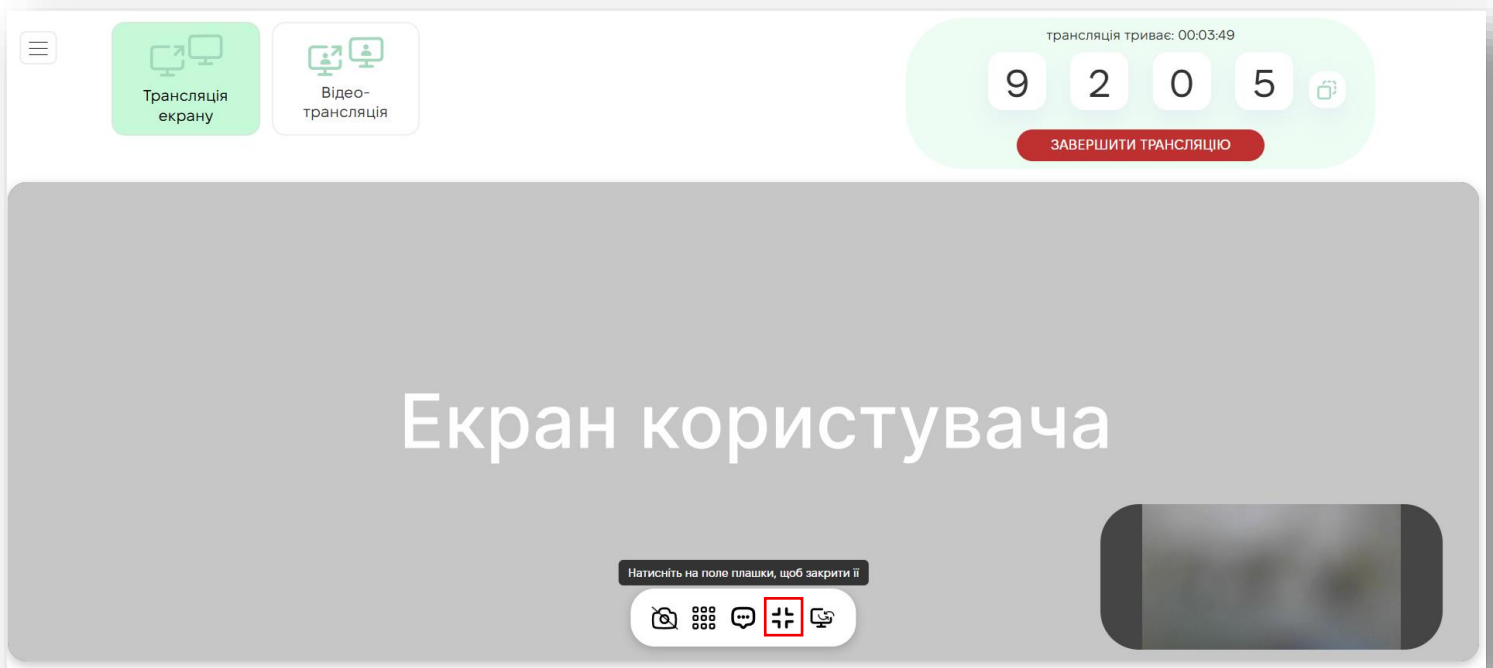 Трансляція
екрану
Відео-
трансляція
трансляція триває: 00:03:49
9 2 0 5
ЗАВЕРШИТИ ТРАНСЛЯЦІЮ
Екран користувача
Натисніть на поле плашки, щоб закрити її